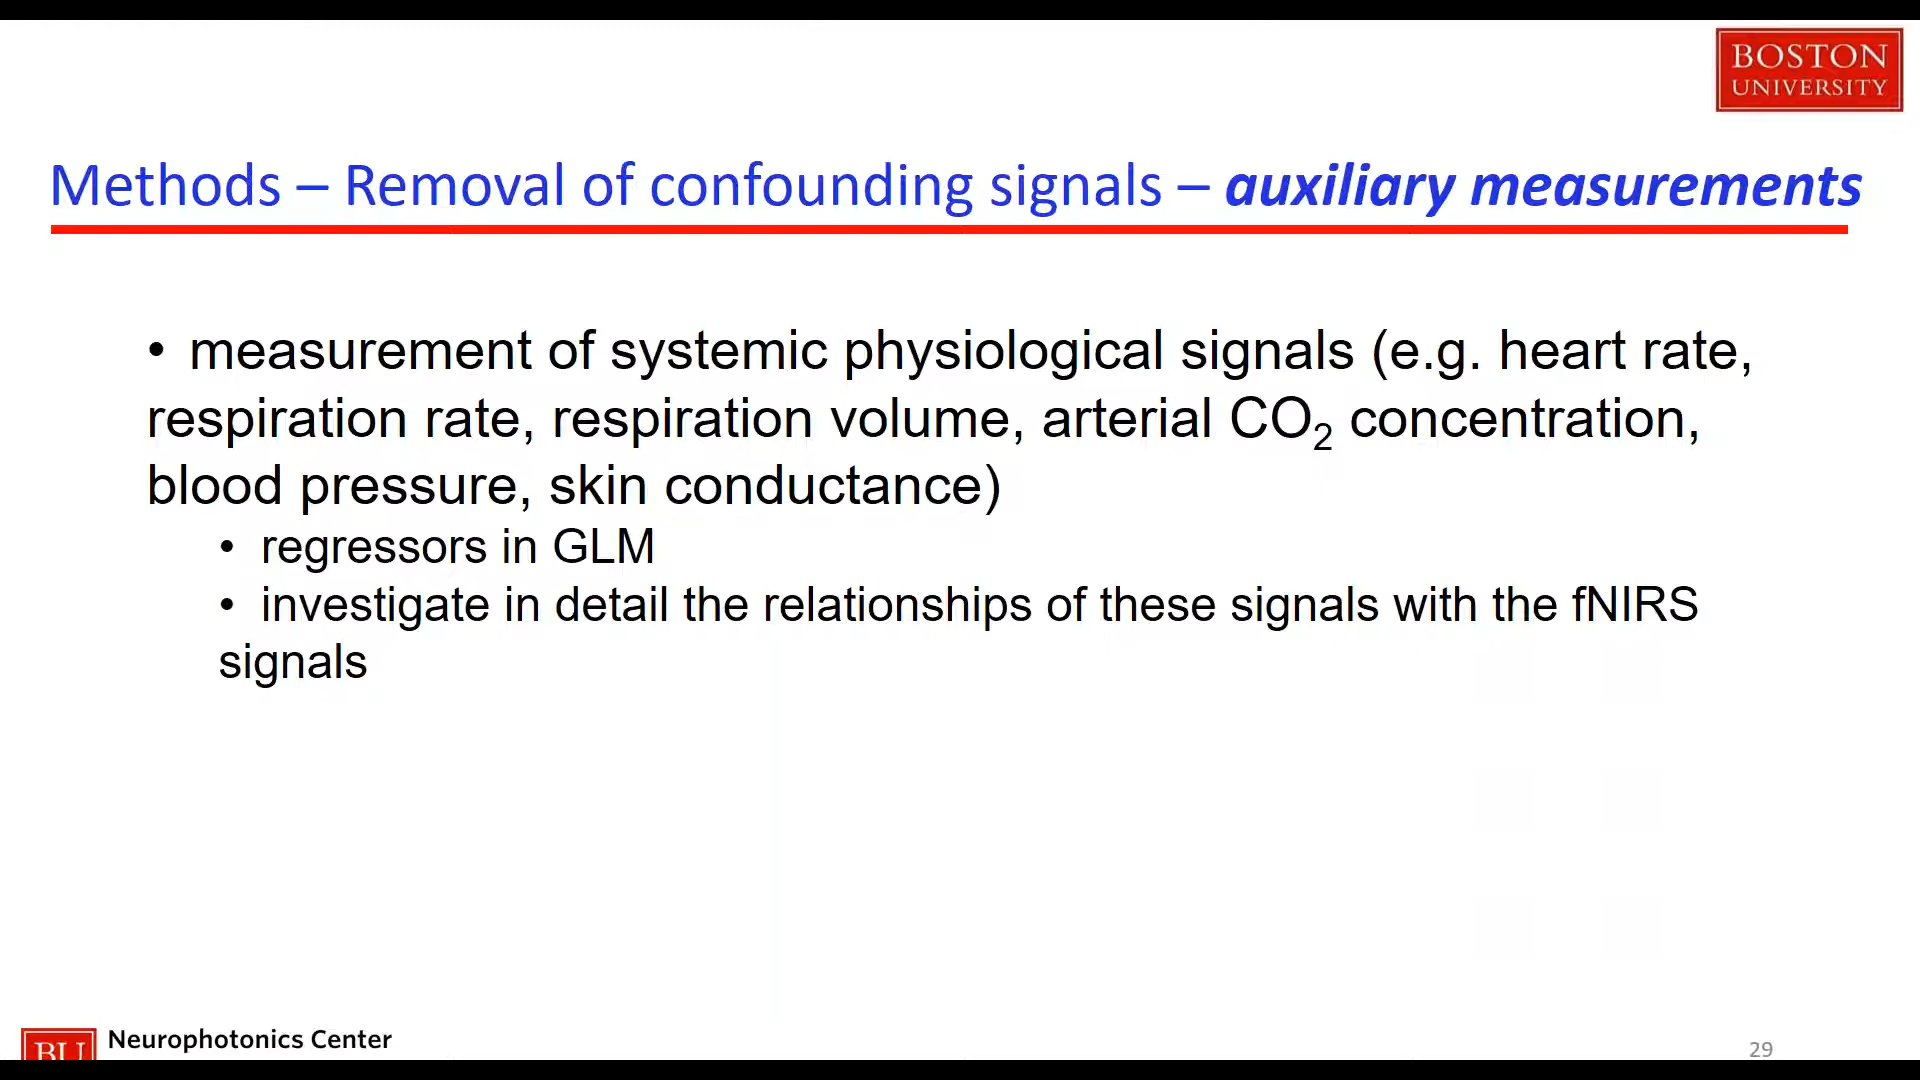 BOSTON
UNIVERSITY
Methods – Removal of confounding signals – auxiliary measurements
• measurement of systemic physiological signals (e.g. heart rate,
respiration rate, respiration volume, arterial CO₂ concentration,
blood pressure, skin conductance)
• regressors in GLM
• investigate in detail the relationships of these signals with the fNIRS
signals
BU Neurophotonics Center
29